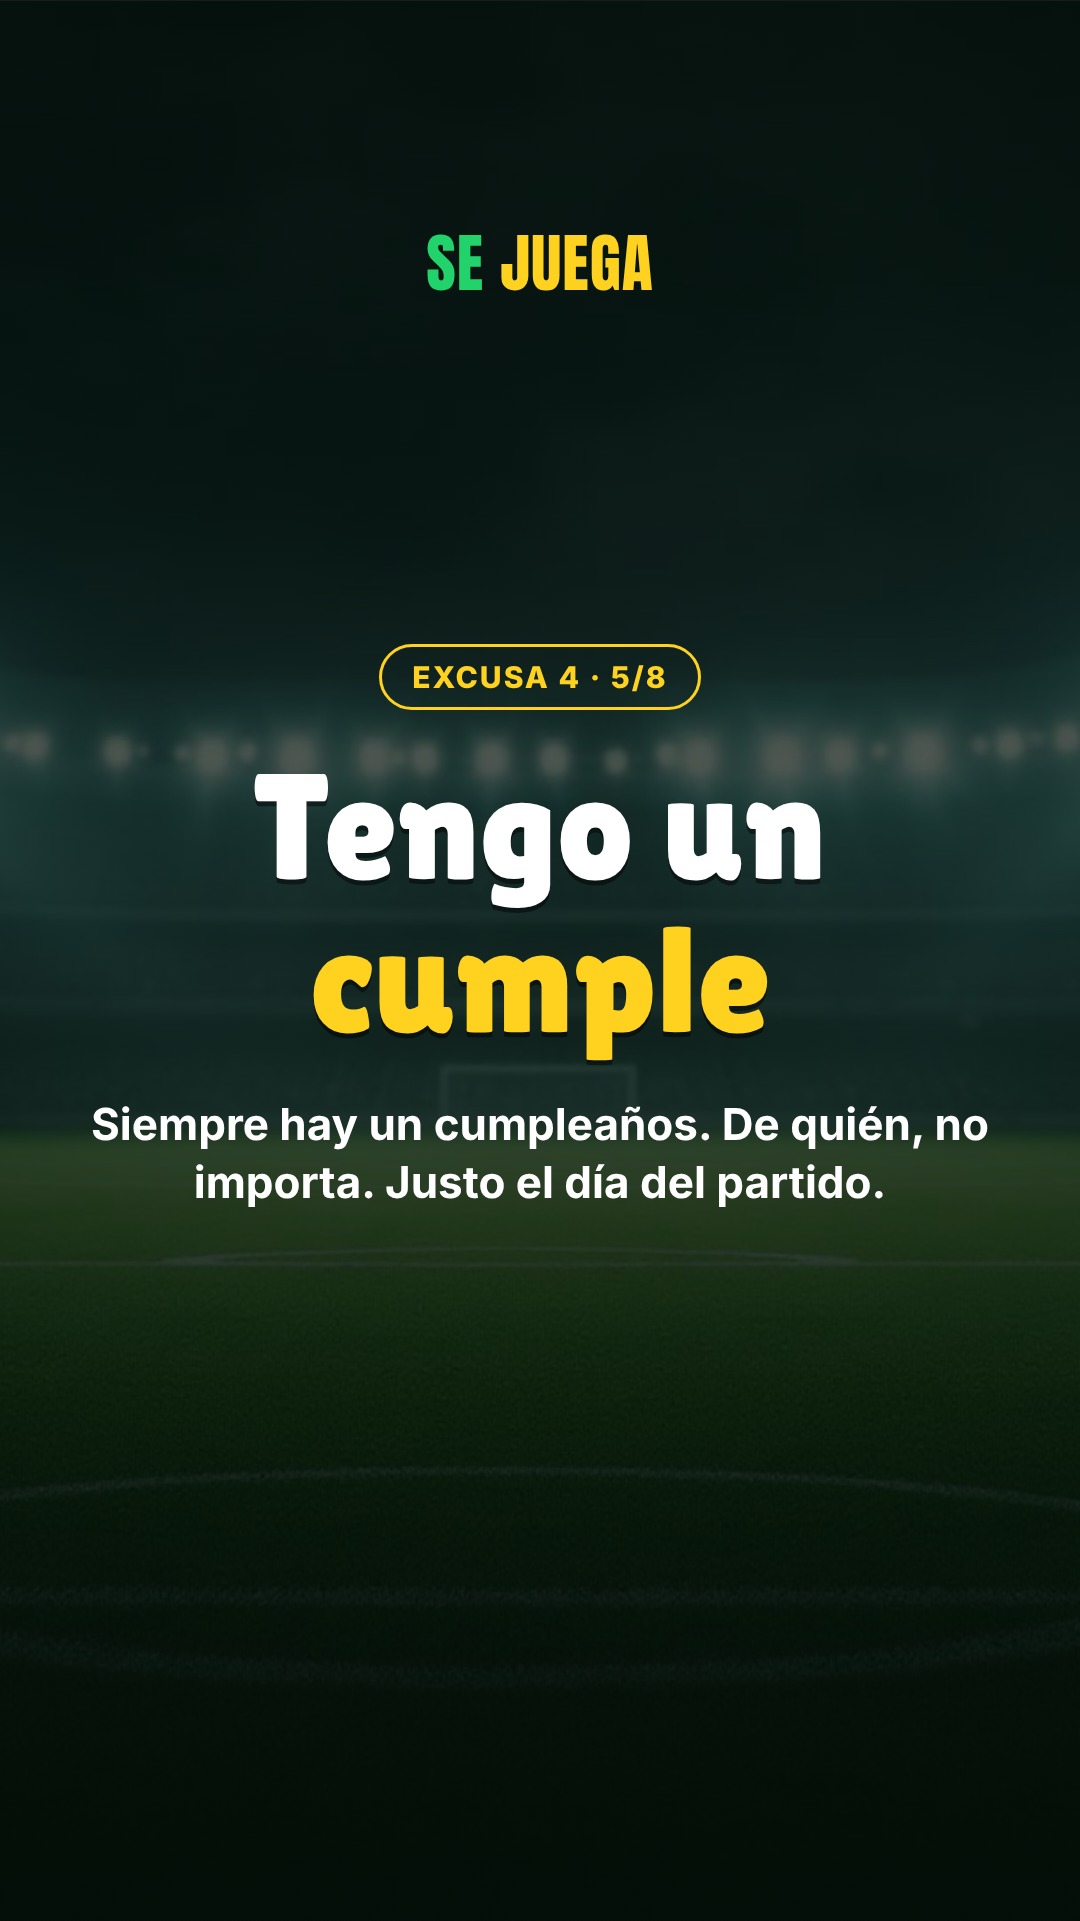 SE JUEGA
EXCUSA 4 · 5/8
Tengo un
cumple
Siempre hay un cumpleaños. De quién, no
importa. Justo el día del partido.